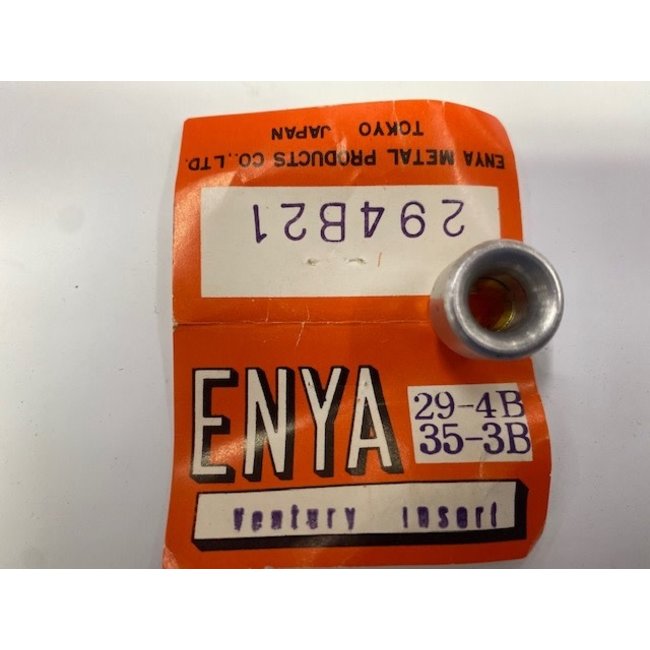 ENYA METAL PRODUCTS CO., LTD.
TOKYO JAPAN
294B21
ENYA
29-4B
35-3B
Ventury insert